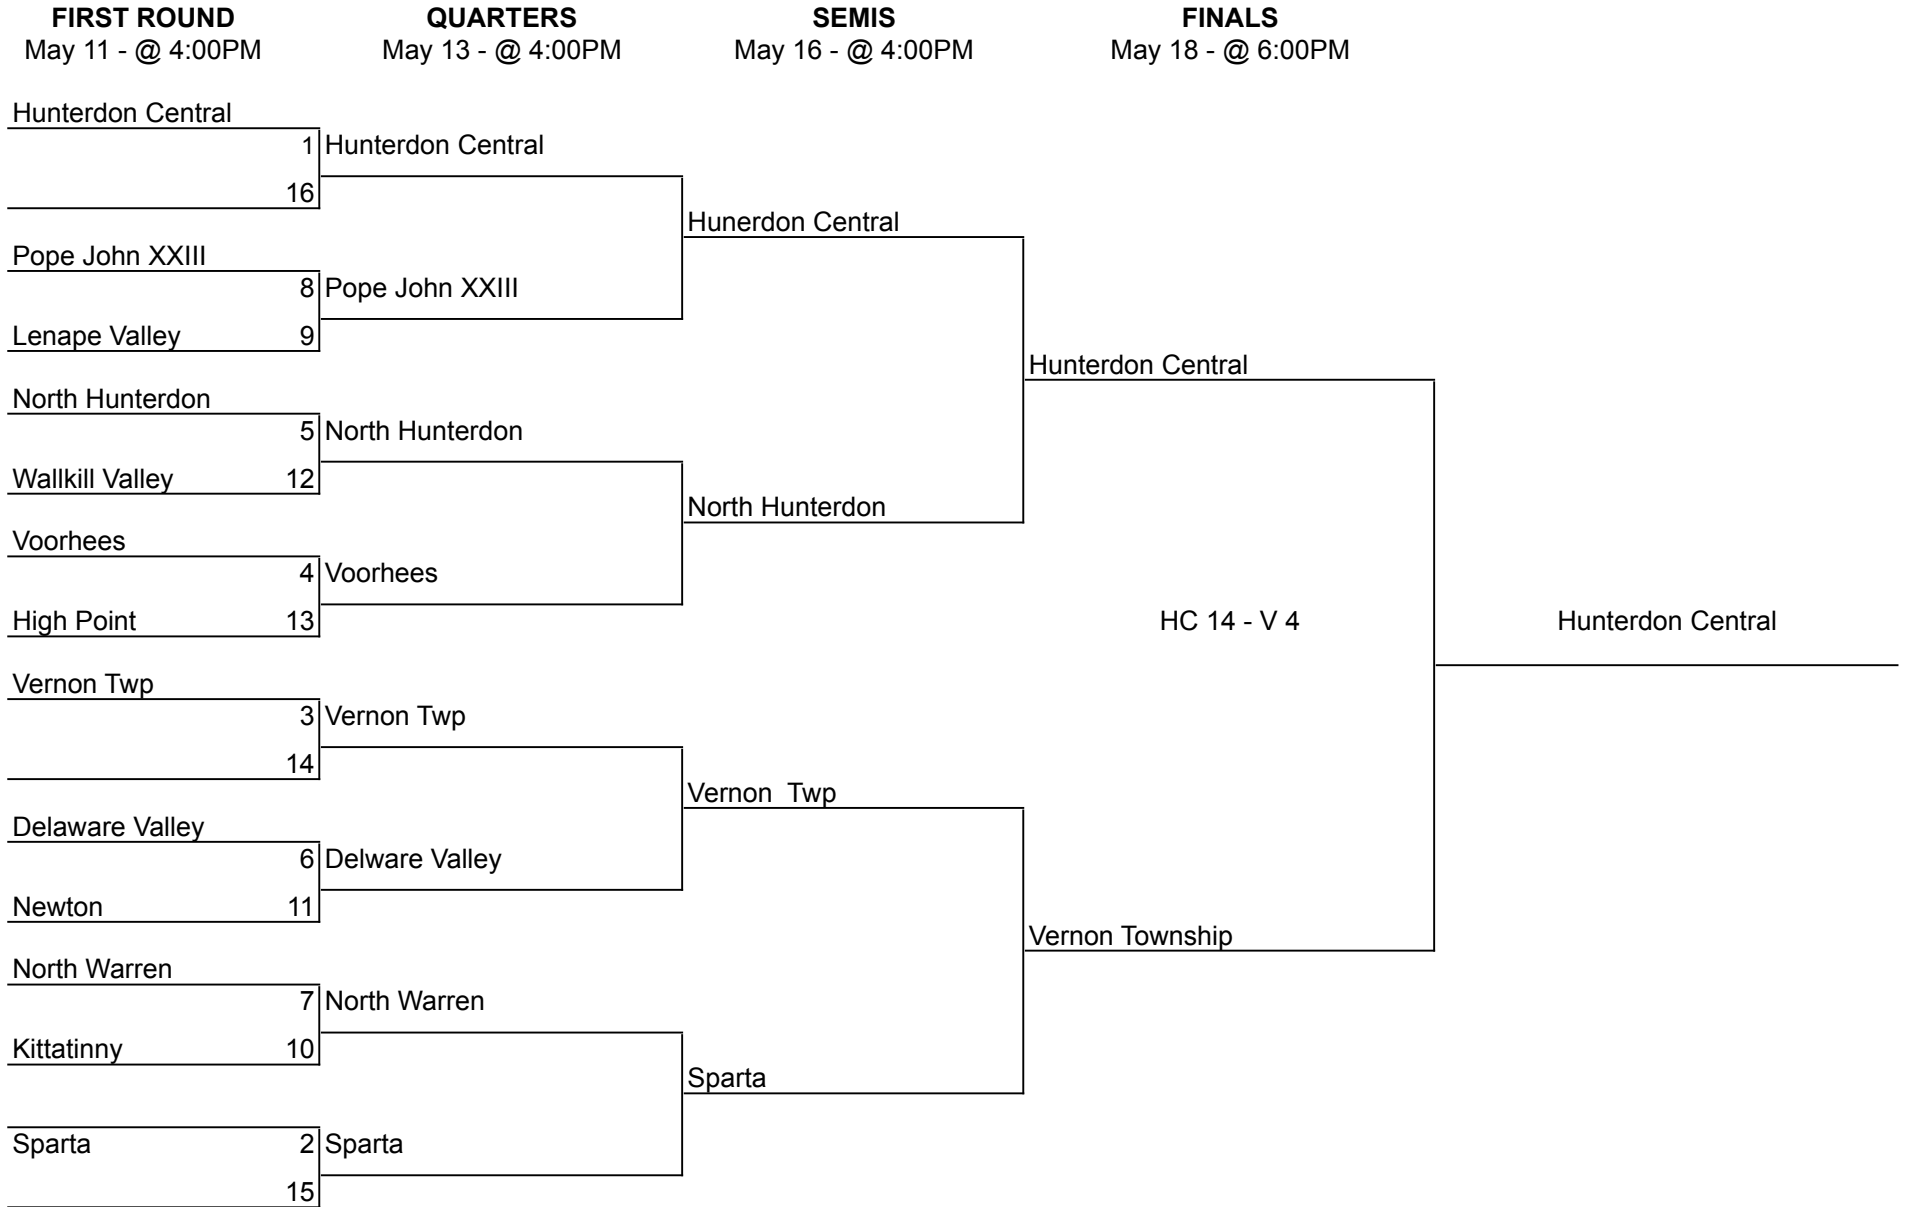 FIRST ROUND
QUARTERS
SEMIS
FINALS
May 11 - @ 4:00PM
May 13 - @ 4:00PM
May 16 - @ 4:00PM
May 18 - @ 6:00PM
Hunterdon Central
1
Hunterdon Central
16
Hunerdon Central
Pope John XXIII
8
Pope John XXIII
Lenape Valley
9
Hunterdon Central
North Hunterdon
5
North Hunterdon
Wallkill Valley
12
North Hunterdon
Voorhees
4
Voorhees
High Point
13
HC 14 - V 4
Hunterdon Central
Vernon Twp
3
Vernon Twp
14
Vernon  Twp
Delaware Valley
6
Delware Valley
Newton
11
Vernon Township
North Warren
7
North Warren
Kittatinny
10
Sparta
Sparta
2
Sparta
15